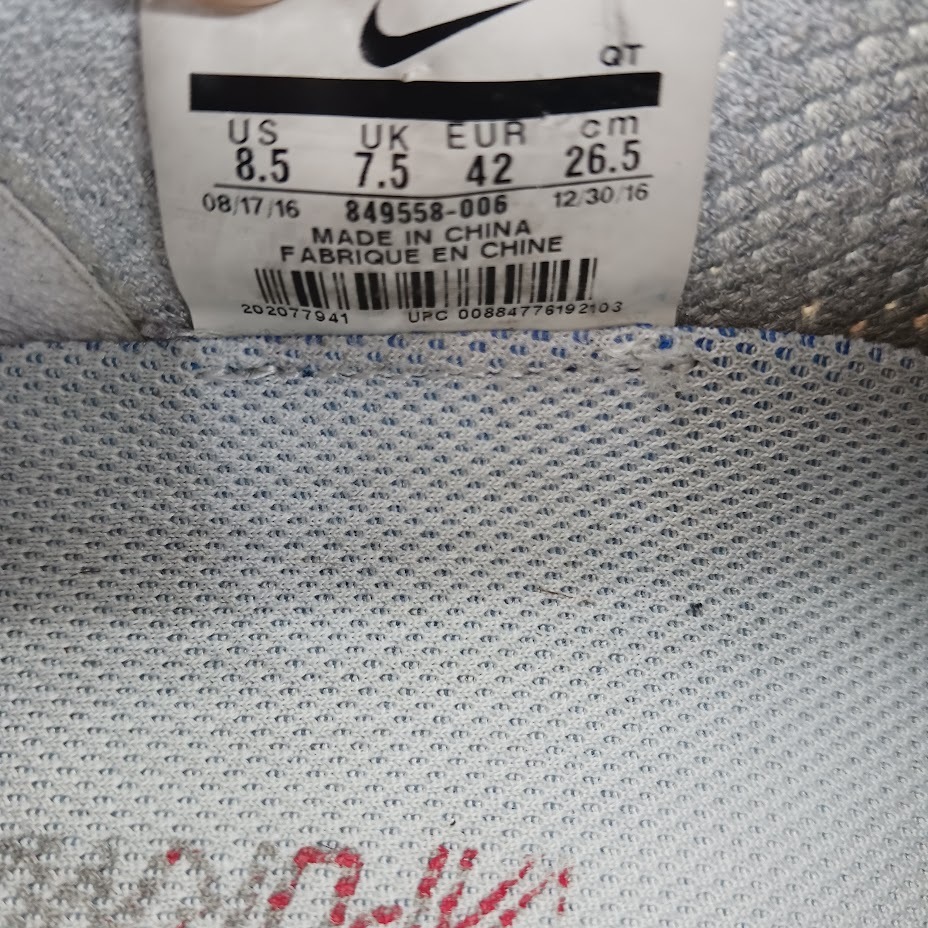 QT
US UK EUR cm
8.5 7.5 42 26.5
08/17/16 849558-006 12/30/16
MADE IN CHINA
FABRIQUE EN CHINE
202077941 UPC 00884776192103